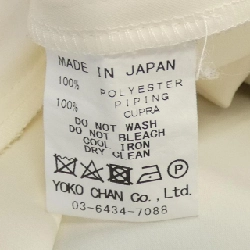 MADE IN JAPAN
100% POLYESTER
PIPING
100% CUPRA
DO NOT WASH
DO NOT BLEACH
COOL IRON
DRY CLEAN
YOKO CHAN Co., Ltd.
03-6434-7088